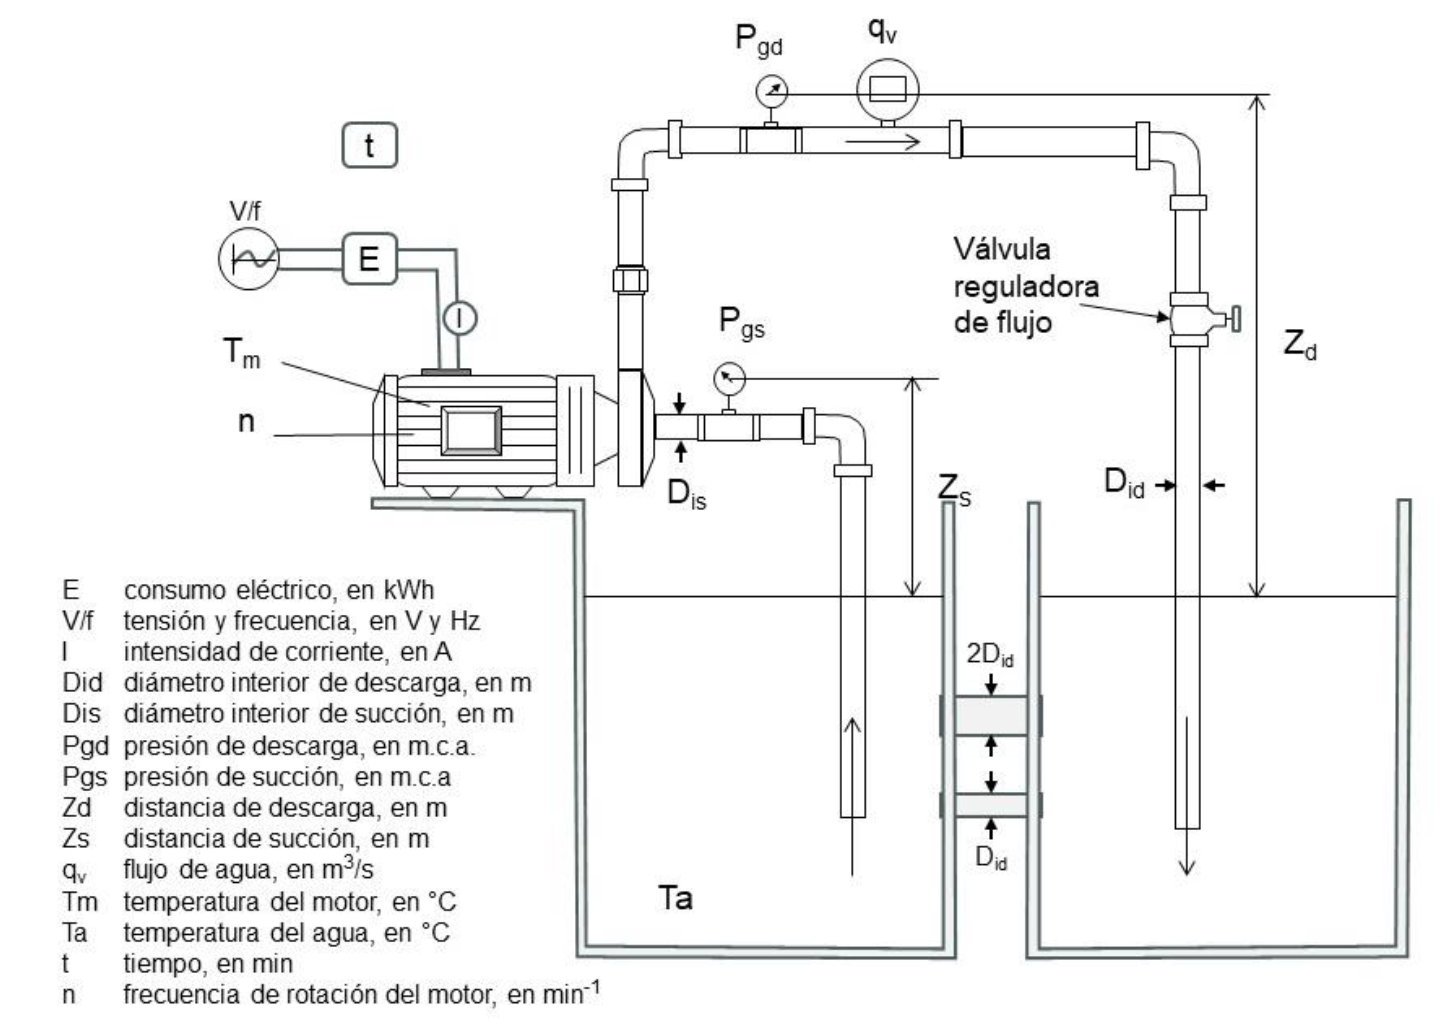 P gd
qv
t
V/f
E
I
Válvula
reguladora
de flujo
P gs
Tm
Zd
n
Dis
Zs
Did
E consumo eléctrico, en kWh
V/f tensión y frecuencia, en V y Hz
I intensidad de corriente, en A
Did diámetro interior de descarga, en m
Dis diámetro interior de succión, en m
Pgd presión de descarga, en m.c.a.
Pgs presión de succión, en m.c.a
Zd distancia de descarga, en m
Zs distancia de succión, en m
qv flujo de agua, en m³/s
Tm temperatura del motor, en °C
Ta temperatura del agua, en °C
t tiempo, en min
n frecuencia de rotación del motor, en min⁻¹
2Did
Did
Ta